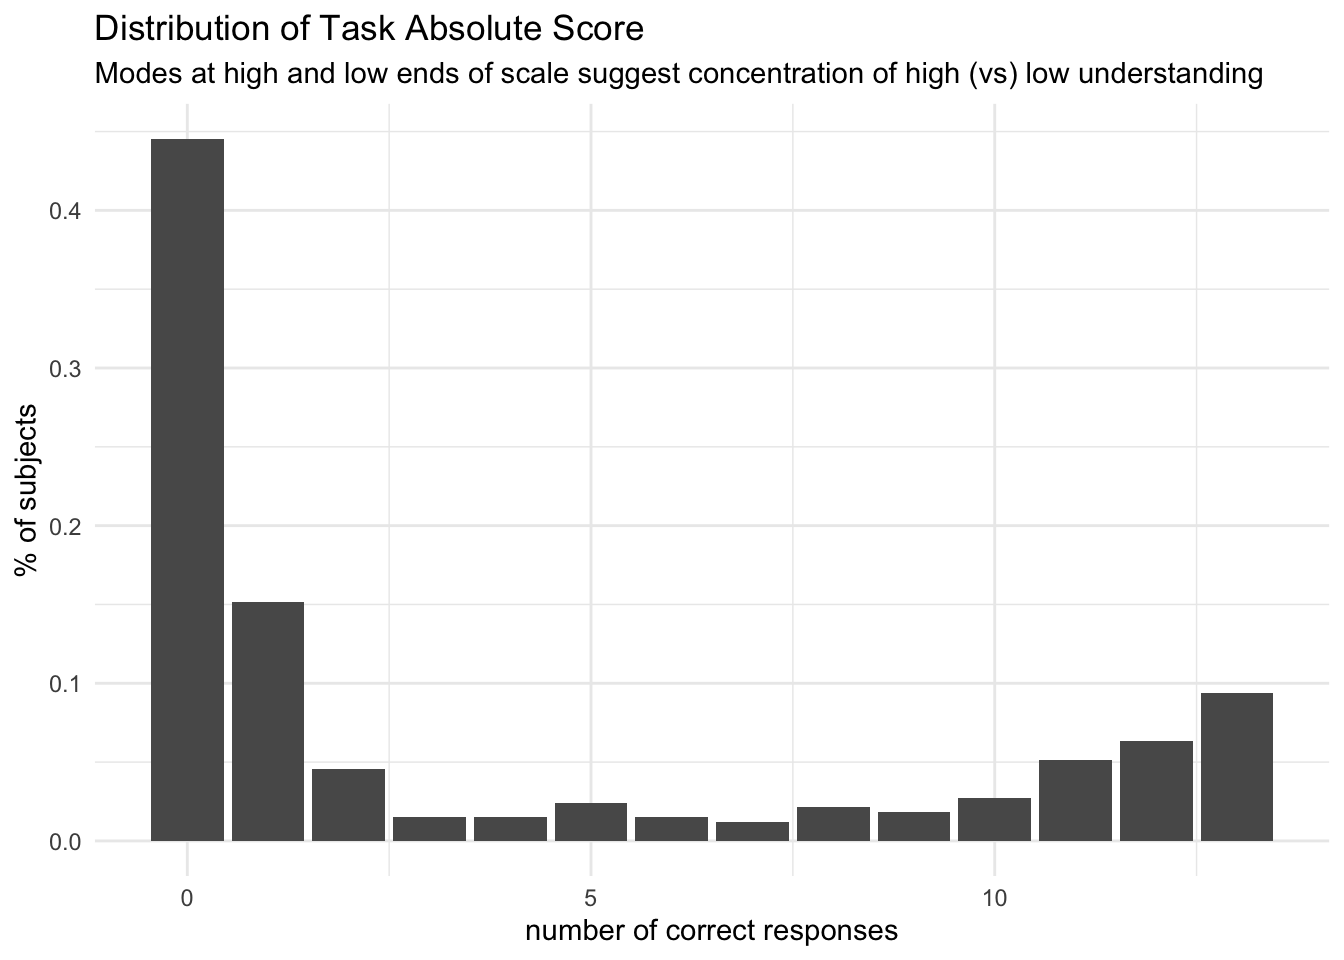 Distribution of Task Absolute Score
Modes at high and low ends of scale suggest concentration of high (vs) low understanding
% of subjects
0.4
0.3
0.2
0.1
0.0
0 5 10
number of correct responses